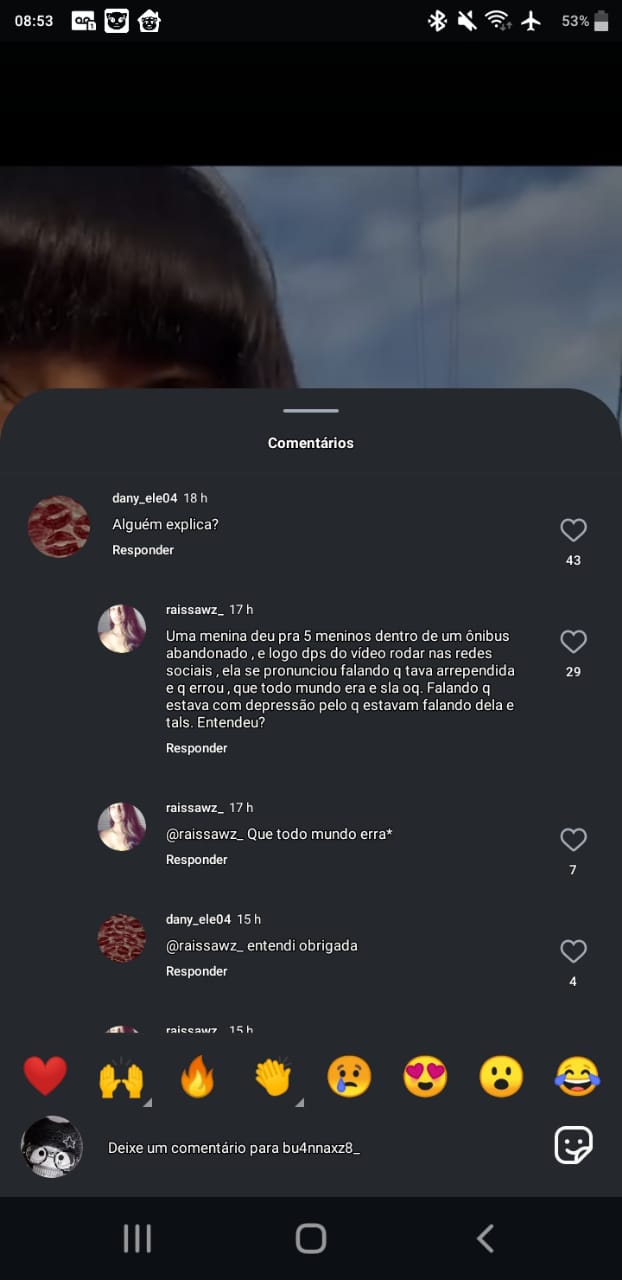 08:53
53%
Comentários
dany_ele04 18 h
Alguém explica?
Responder
43
raissawz_ 17 h
Uma menina deu pra 5 meninos dentro de um ônibus
abandonado , e logo dps do vídeo rodar nas redes
sociais , ela se pronunciou falando q tava arrependida
e q errou , que todo mundo era e sla oq. Falando q
estava com depressão pelo q estavam falando dela e
tals. Entendeu?
29
Responder
raissawz_ 17 h
@raissawz_ Que todo mundo erra*
Responder
7
dany_ele04 15 h
@raissawz_ entendi obrigada
Responder
4
raissawz_ 15 h
Deixe um comentário para bu4nnaxz8_